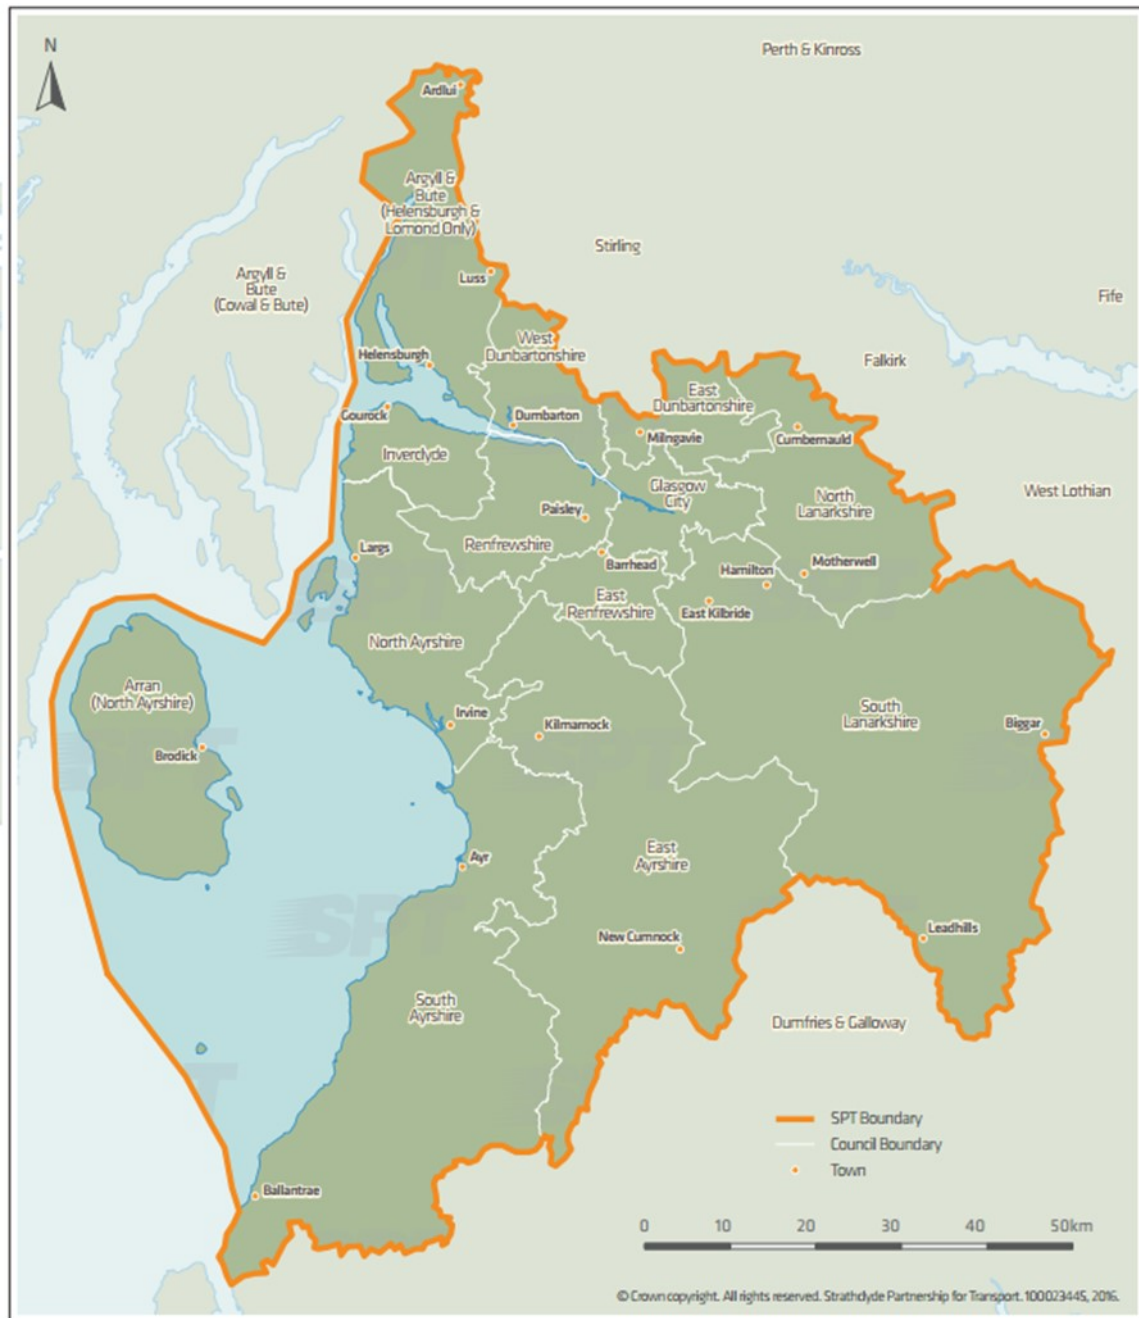 N
Perth & Kinross
Ardlui
Argyll &
Bute
(Helensburgh &
Lomond Only)
Stirling
Argyll &
Bute
(Cowal & Bute)
Luss
Fife
West
Dunbartonshire
Helensburgh
Falkirk
East
Dunbartonshire
Gourock
Dumbarton
Milngavie
Cumbernauld
Inverclyde
Glasgow
City
North
Lanarkshire
West Lothian
Paisley
Renfrewshire
Largs
Barrhead
Hamilton
Motherwell
East
Renfrewshire
East Kilbride
North Ayrshire
Arran
(North Ayrshire)
Irvine
Kilmarnock
South
Lanarkshire
Biggar
Brodick
East
Ayrshire
Ayr
SPT
New Cumnock
Leadhills
South
Ayrshire
Dumfries & Galloway
SPT Boundary
Council Boundary
Town
Ballantrae
0 10 20 30 40 50km
© Crown copyright. All rights reserved. Strathclyde Partnership for Transport. 100023445, 2016.